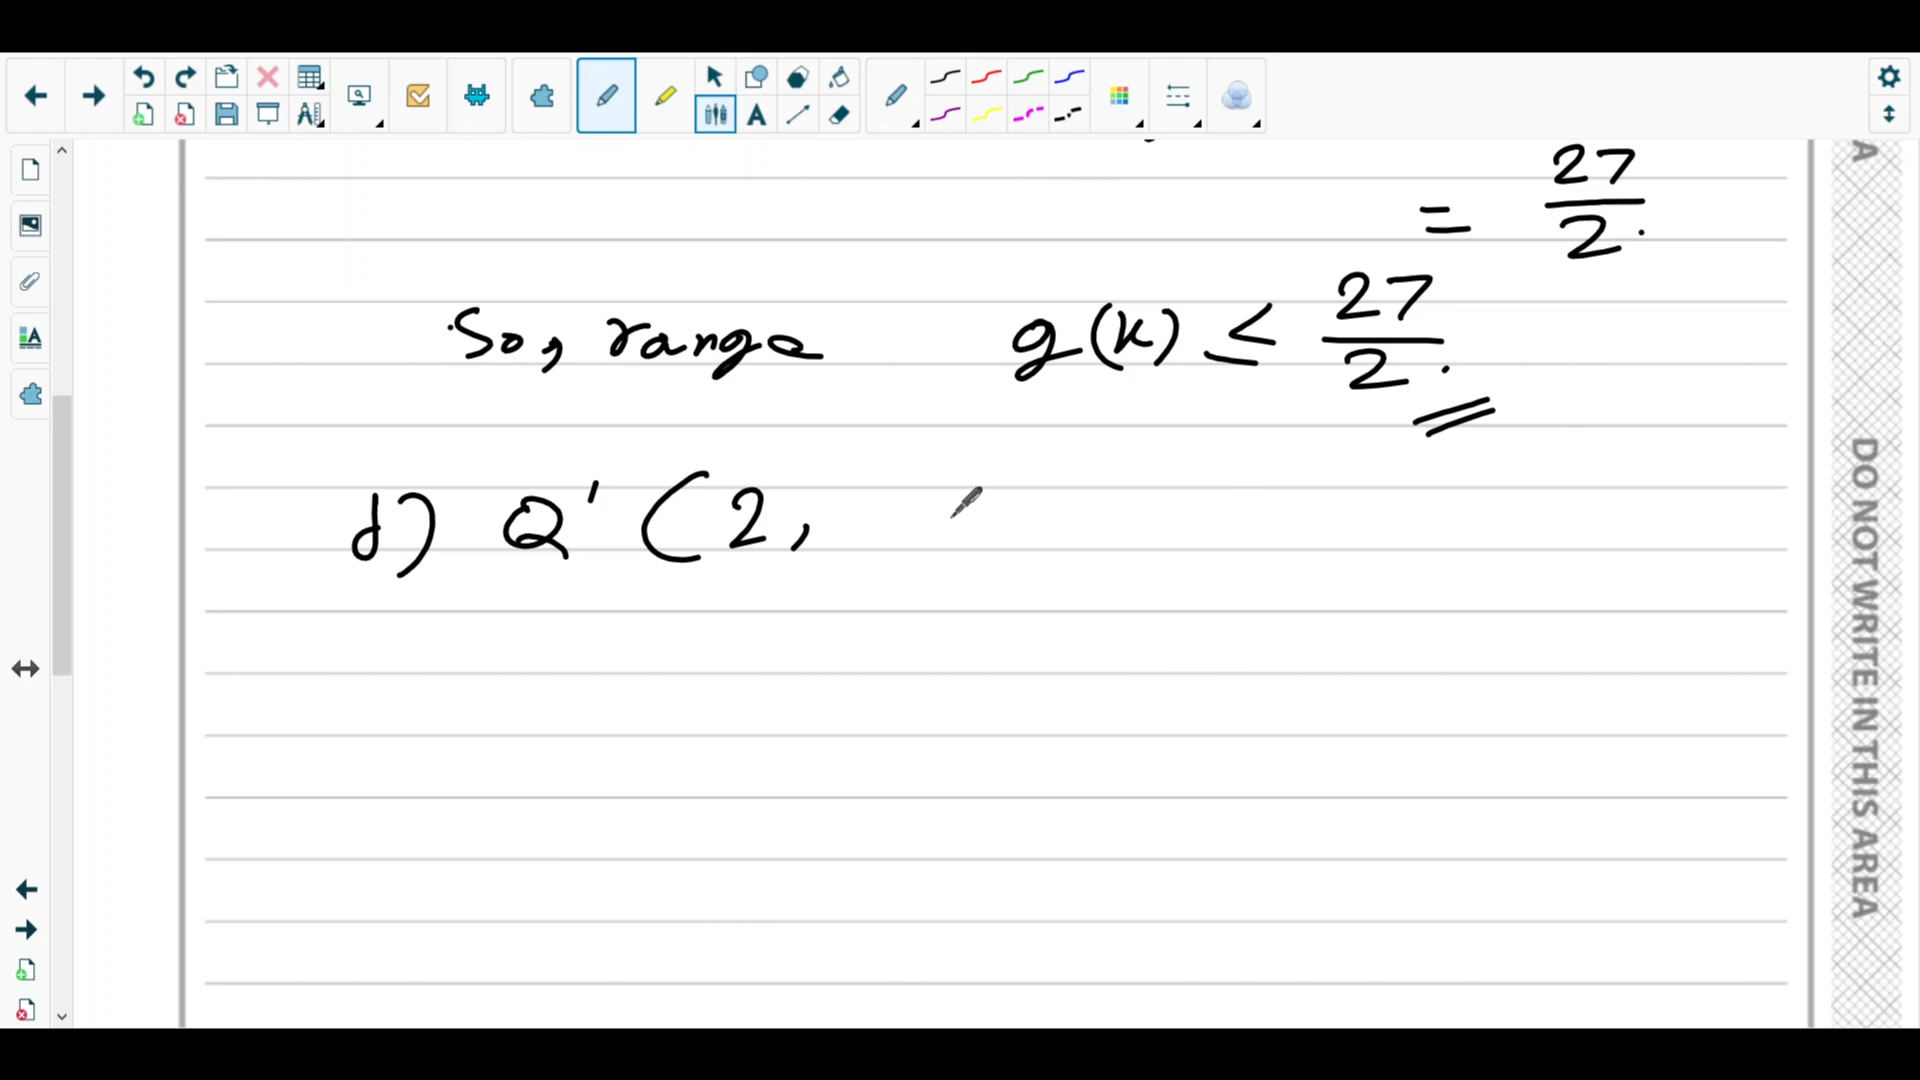 A
= 27/2.
So, range g(x) ≤ 27/2.
d) Q' (2,
DO NOT WRITE IN THIS AREA